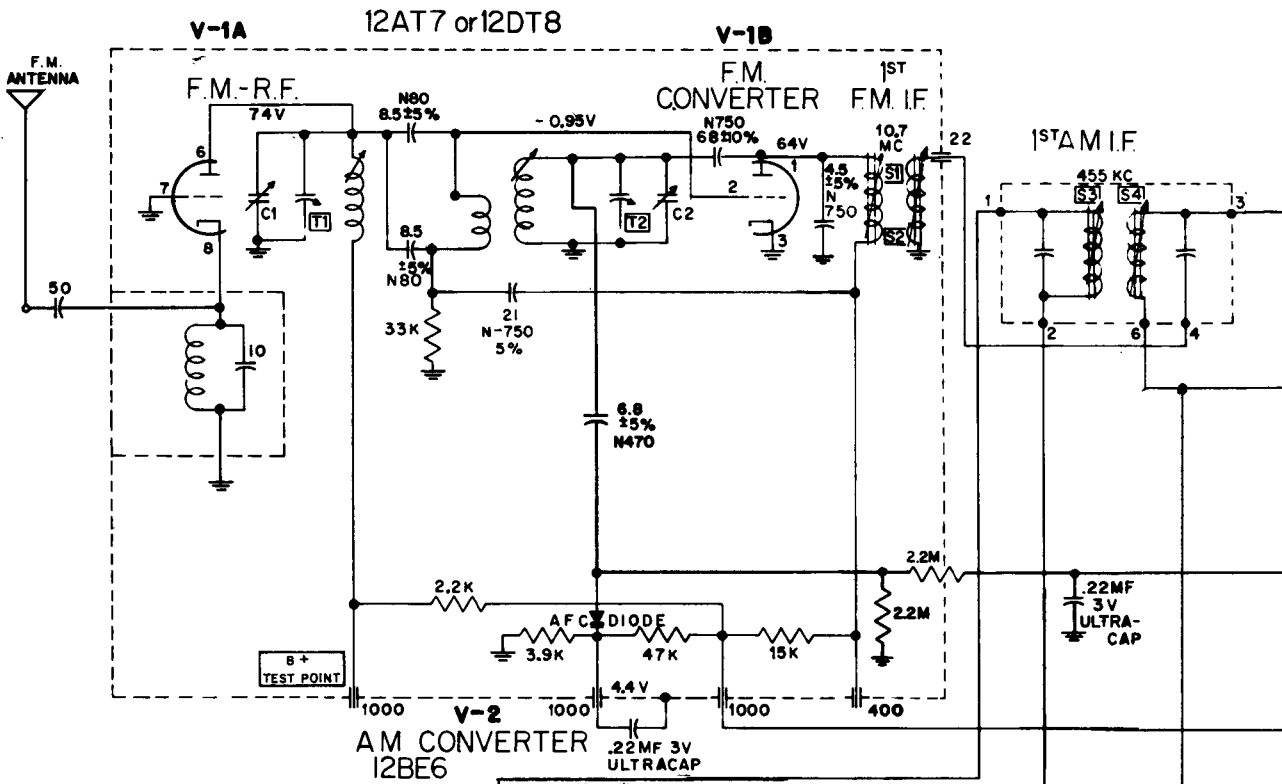 12AT7 or 12DT8
V-1A
V-1B
F.M.
ANTENNA
F.M.-R.F.
74V
N80
8.5±5%
- 0.95V
F.M.
CONVERTER
1ST
F.M. I.F.
N750
68±10%
64V
10.7
MC
22
1ST AM I.F.
455 KC
6
7
8
C1
T1
8.5
±5%
N80
T2
C2
1
2
3
4.5
±5%
N
750
S1
S2
1
S3
S4
3
2
6
4
50
10
33K
21
N-750
5%
6.8
±5%
N470
2.2M
2.2M
.22MF
3V
ULTRA-
CAP
2.2K
AFC DIODE
3.9K
47K
15K
B +
TEST POINT
4.4V
1000
1000
1000
400
V-2
AM CONVERTER
12BE6
.22MF 3V
ULTRACAP